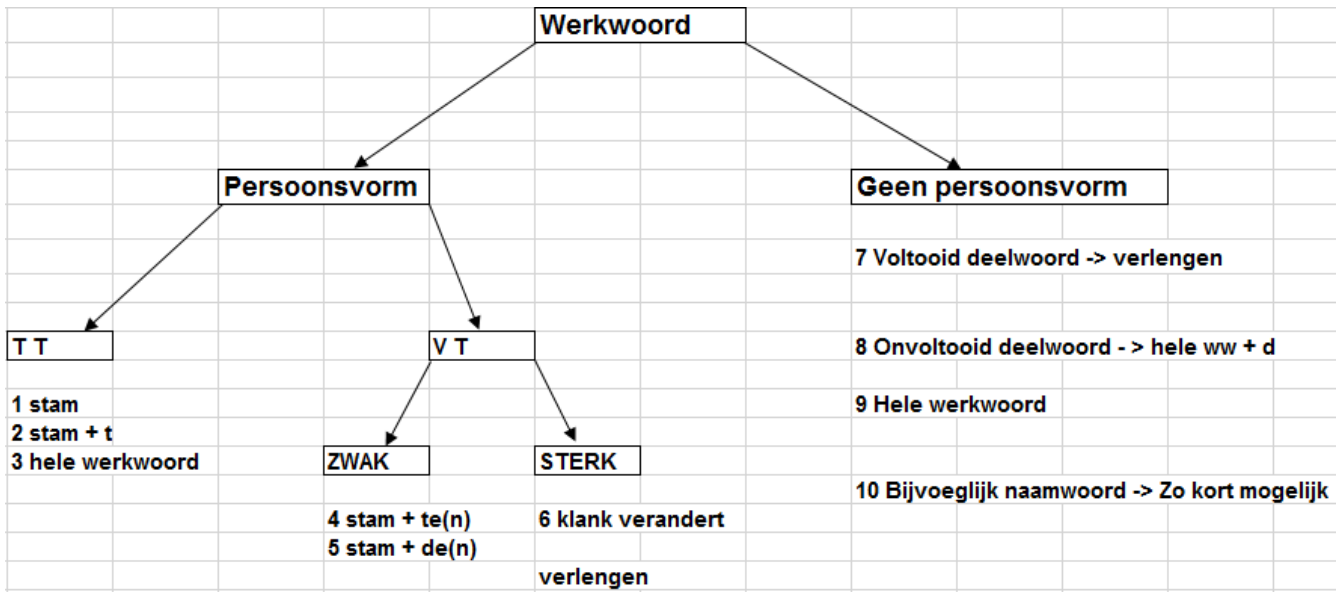 Werkwoord
Persoonsvorm
Geen persoonsvorm
7 Voltooid deelwoord -> verlengen
T T
V T
8 Onvoltooid deelwoord - > hele ww + d
1 stam
9 Hele werkwoord
2 stam + t
3 hele werkwoord
ZWAK
STERK
10 Bijvoeglijk naamwoord -> Zo kort mogelijk
4 stam + te(n)
6 klank verandert
5 stam + de(n)
verlengen